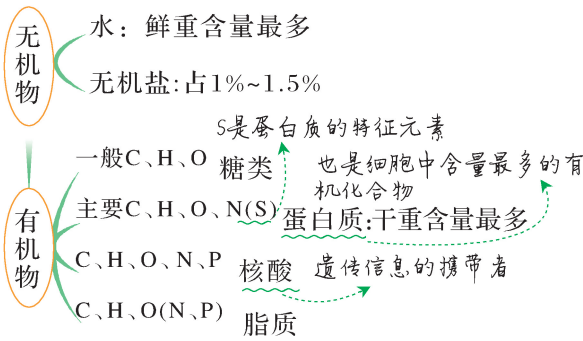 无机物
水：鲜重含量最多
无机盐:占1%~1.5%
S是蛋白质的特征元素
一般C、H、O 糖类
也是细胞中含量最多的有
机化合物
有机物
主要C、H、O、N(S) 蛋白质:干重含量最多
C、H、O、N、P 核酸 遗传信息的携带者
C、H、O(N、P) 脂质